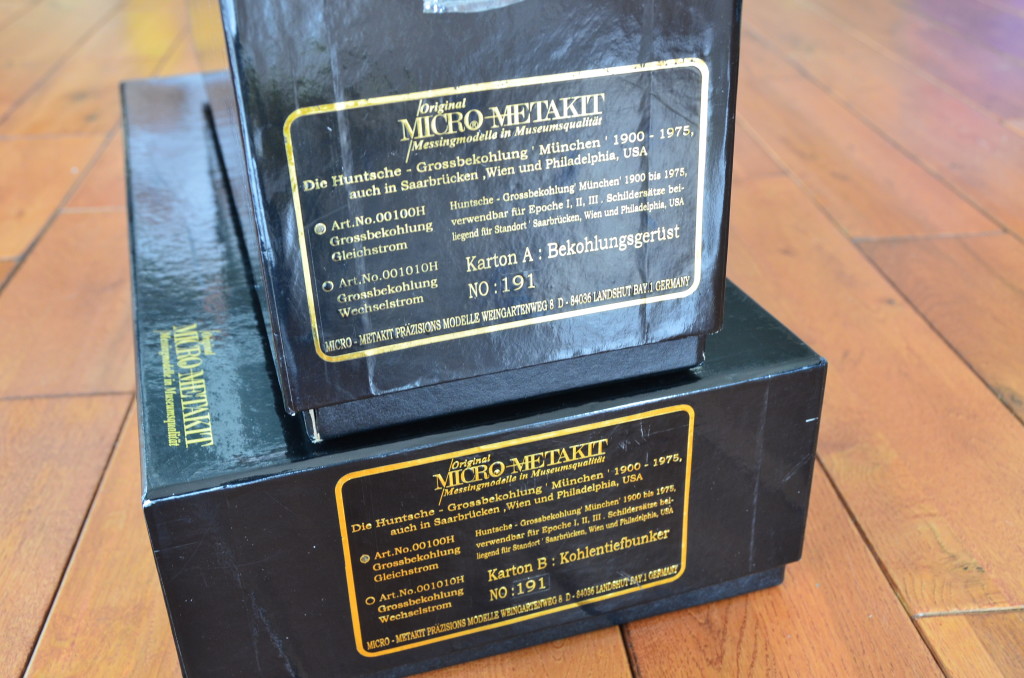 Original
MICRO-METAKIT
Messingmodelle in Museumsqualität
Die Huntsche - Grossbekohlung ' München ' 1900 - 1975,
auch in Saarbrücken ,Wien und Philadelphia, USA
Art.No.00100H
Grossbekohlung
Gleichstrom
Art.No.001010H
Grossbekohlung
Wechselstrom
Huntsche - Grossbekohlung' München' 1900 bis 1975,
verwendbar für Epoche I, II, III . Schildersätze bei-
liegend für Standort ' Saarbrücken, Wien und Philadelphia, USA
Karton A : Bekohlungsgerüst
NO : 191
MICRO - METAKIT PRÄZISIONS MODELLE WEINGARTENWEG 8 D - 84036 LANDSHUT BAY.1 GERMANY
Original
MICRO-METAKIT
Messingmodelle in Museumsqualität
Original
MICRO-METAKIT
Messingmodelle in Museumsqualität
Die Huntsche - Grossbekohlung ' München ' 1900 - 1975,
auch in Saarbrücken ,Wien und Philadelphia, USA
Art.No.00100H
Grossbekohlung
Gleichstrom
Art.No.001010H
Grossbekohlung
Wechselstrom
Huntsche - Grossbekohlung' München' 1900 bis 1975,
verwendbar für Epoche I, II, III . Schildersätze bei-
liegend für Standort ' Saarbrücken, Wien und Philadelphia, USA
Karton B : Kohlentiefbunker
NO : 191
MICRO - METAKIT PRÄZISIONS MODELLE WEINGARTENWEG 8 D - 84036 LANDSHUT BAY.1 GERMANY